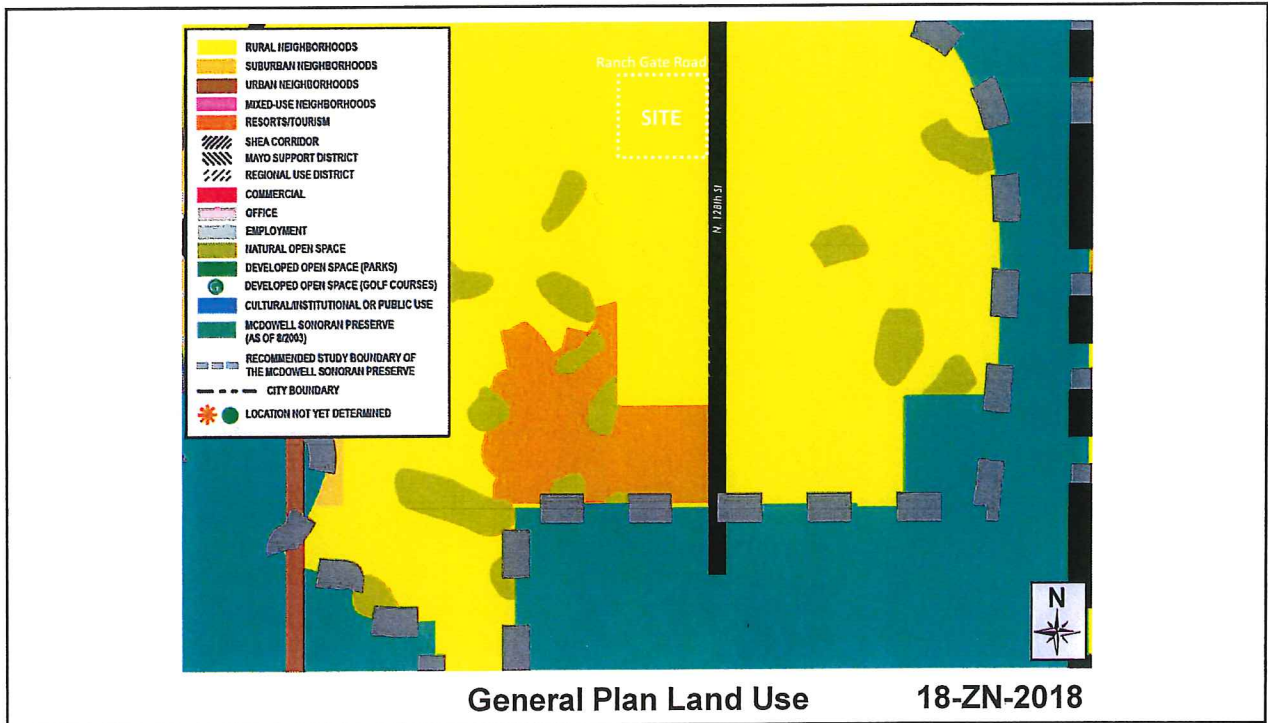 RURAL NEIGHBORHOODS
SUBURBAN NEIGHBORHOODS
URBAN NEIGHBORHOODS
MIXED-USE NEIGHBORHOODS
RESORTS/TOURISM
SHEA CORRIDOR
MAYO SUPPORT DISTRICT
REGIONAL USE DISTRICT
COMMERCIAL
OFFICE
EMPLOYMENT
NATURAL OPEN SPACE
DEVELOPED OPEN SPACE (PARKS)
DEVELOPED OPEN SPACE (GOLF COURSES)
CULTURAL/INSTITUTIONAL OR PUBLIC USE
MCDOWELL SONORAN PRESERVE
(AS OF 8/2003)
RECOMMENDED STUDY BOUNDARY OF
THE MCDOWELL SONORAN PRESERVE
CITY BOUNDARY
LOCATION NOT YET DETERMINED
Ranch Gate Road
SITE
N. 128th St
N
General Plan Land Use 18-ZN-2018